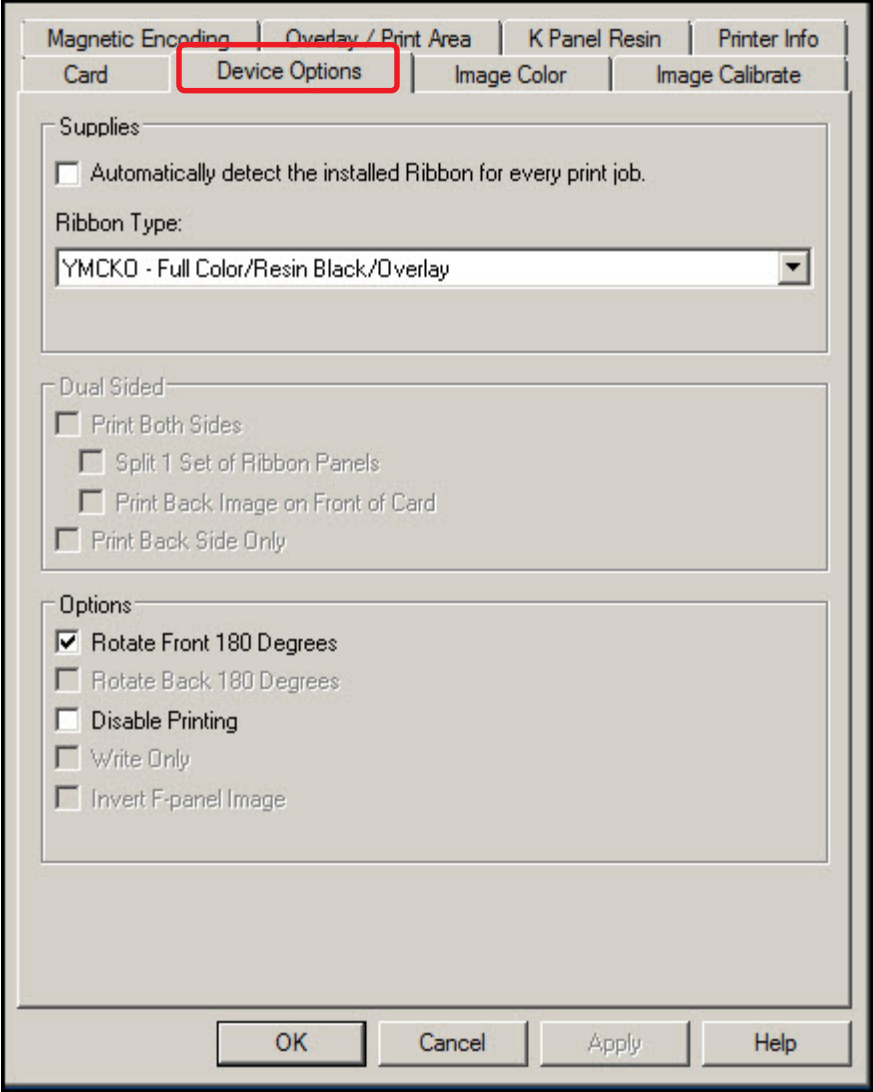 Magnetic Encoding Overlay / Print Area K Panel Resin Printer Info
Card Device Options Image Color Image Calibrate
Supplies
Automatically detect the installed Ribbon for every print job.
Ribbon Type:
YMCKO - Full Color/Resin Black/Overlay
Dual Sided
Print Both Sides
Split 1 Set of Ribbon Panels
Print Back Image on Front of Card
Print Back Side Only
Options
Rotate Front 180 Degrees
Rotate Back 180 Degrees
Disable Printing
Write Only
Invert F-panel Image
OK Cancel Apply Help